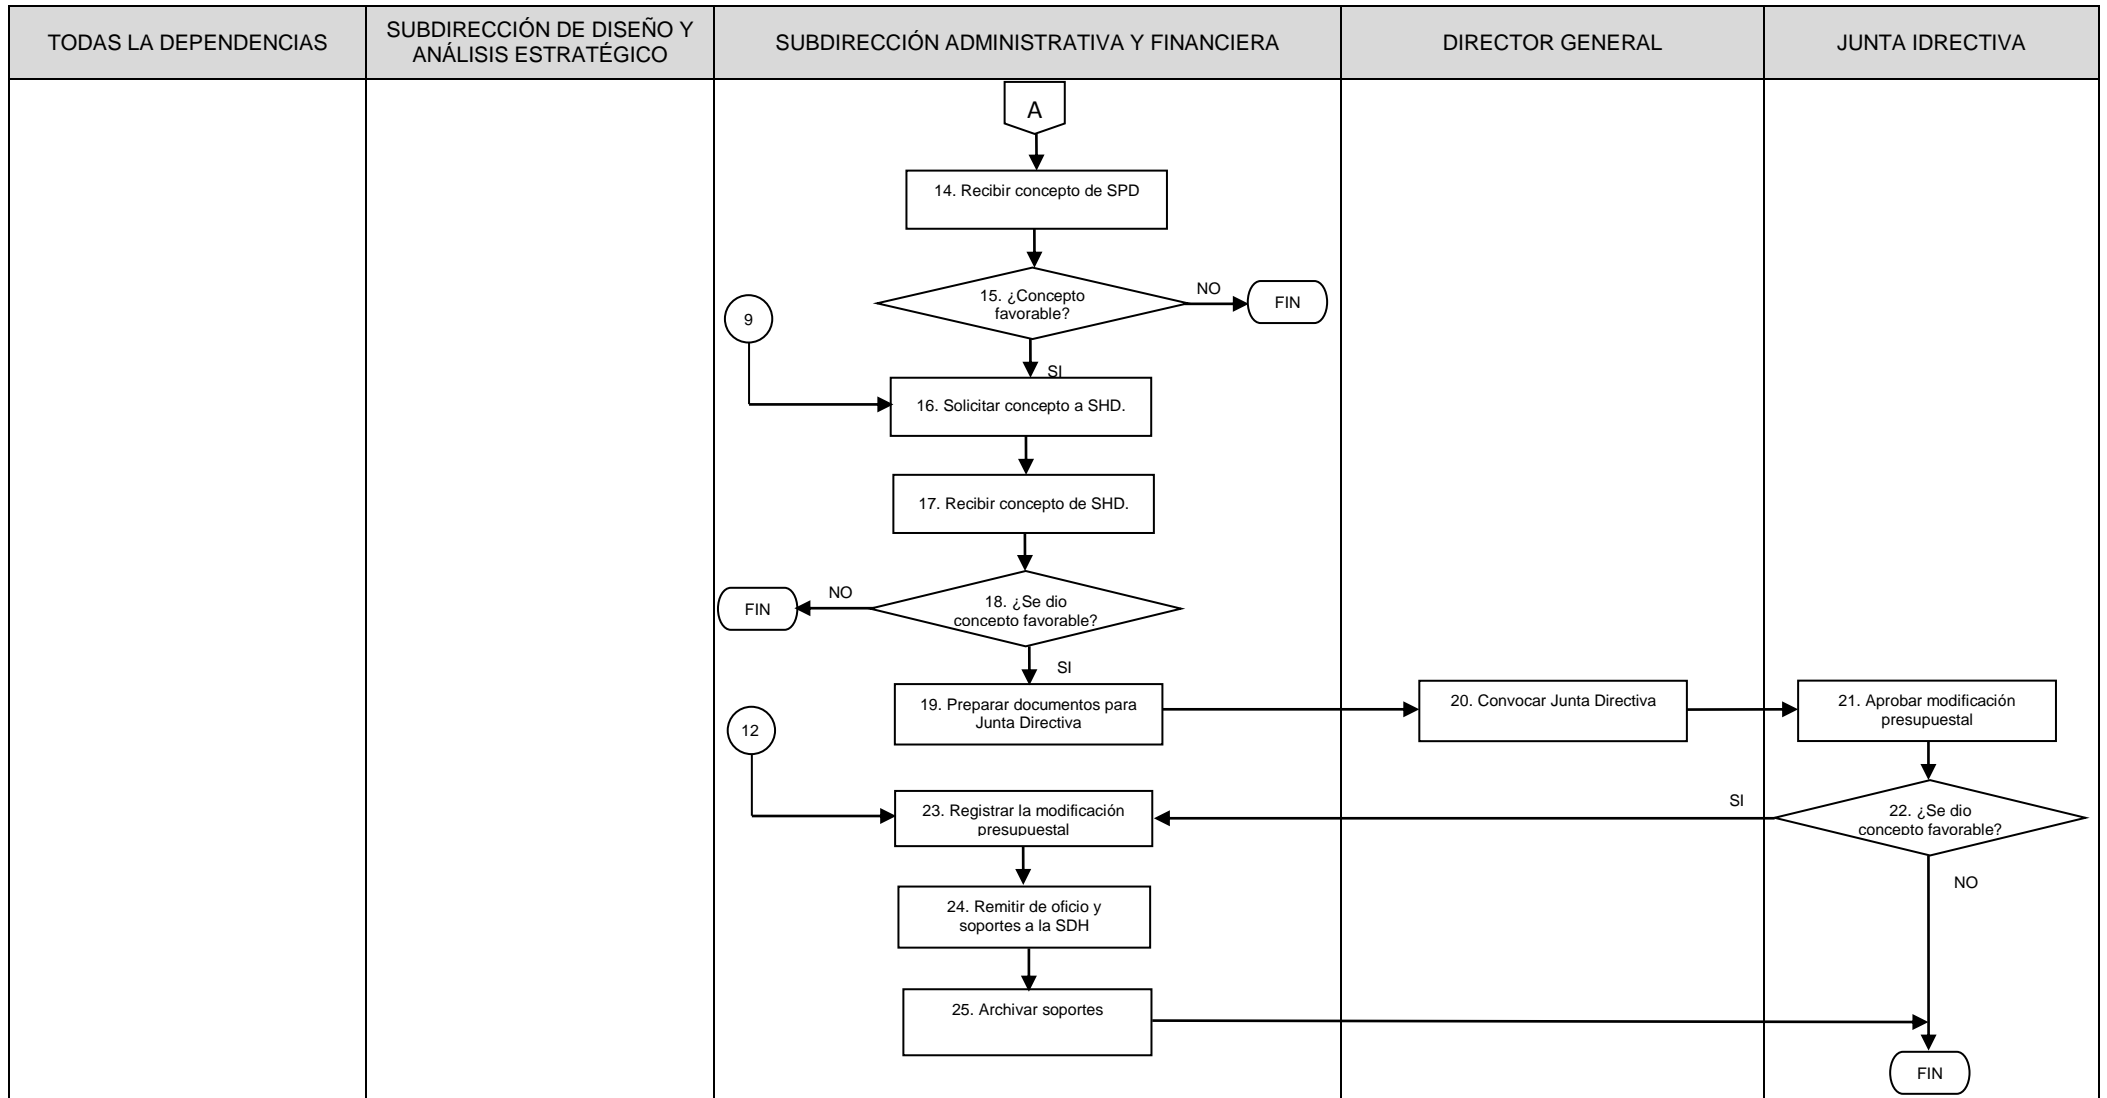 TODAS LA DEPENDENCIAS
SUBDIRECCIÓN DE DISEÑO Y
ANÁLISIS ESTRATÉGICO
SUBDIRECCIÓN ADMINISTRATIVA Y FINANCIERA
DIRECTOR GENERAL
JUNTA IDRECTIVA
A
14. Recibir concepto de SPD
15. ¿Concepto
favorable?
NO
FIN
9
SI
16. Solicitar concepto a SHD.
17. Recibir concepto de SHD.
18. ¿Se dio
concepto favorable?
NO
FIN
SI
19. Preparar documentos para
Junta Directiva
20. Convocar Junta Directiva
21. Aprobar modificación
presupuestal
12
22. ¿Se dio
concepto favorable?
SI
NO
23. Registrar la modificación
presupuestal
24. Remitir de oficio y
soportes a la SDH
25. Archivar soportes
FIN